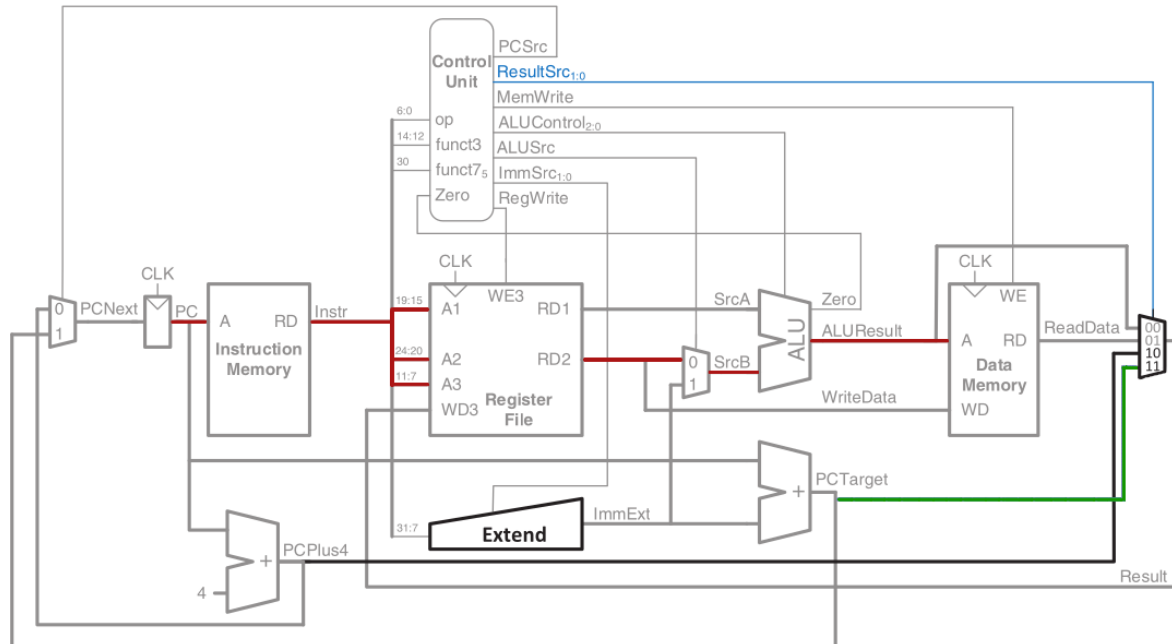 PCSrc
Control
Unit
ResultSrc1:0
MemWrite
6:0
op
ALUControl2:0
14:12
funct3
ALUSrc
30
funct75
ImmSrc1:0
Zero
RegWrite
CLK
CLK
CLK
0
PCNext
1
PC
A
RD
Instruction
Memory
Instr
19:15
A1
WE3
RD1
24:20
A2
RD2
11:7
A3
WD3
Register
File
SrcA
0
1
SrcB
ALU
Zero
ALUResult
WE
A
RD
Data
Memory
WD
ReadData
00
01
10
11
WriteData
+
PCTarget
31:7
Extend
ImmExt
+
PCPlus4
4
Result